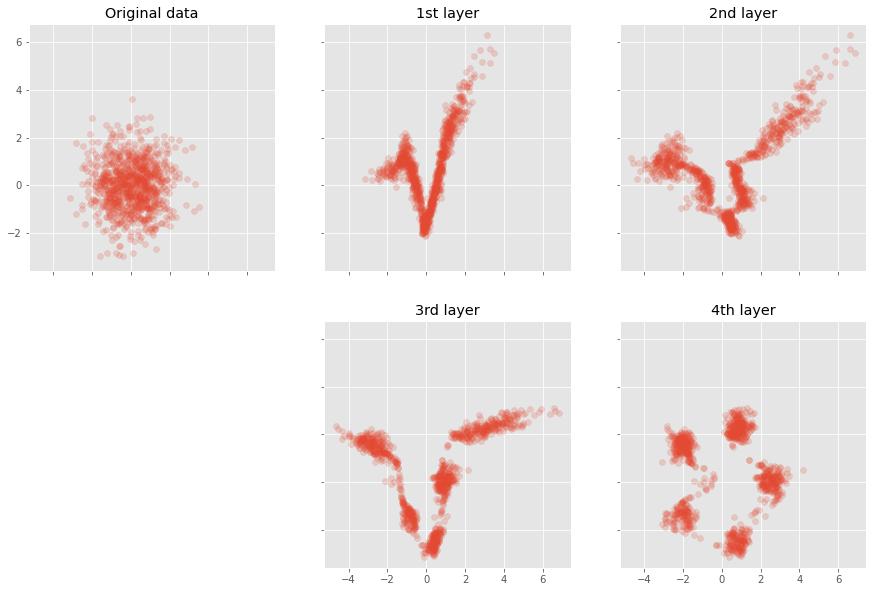 Original data
1st layer
2nd layer
6
4
2
0
−2
3rd layer
4th layer
−4 −2 0 2 4 6
−4 −2 0 2 4 6